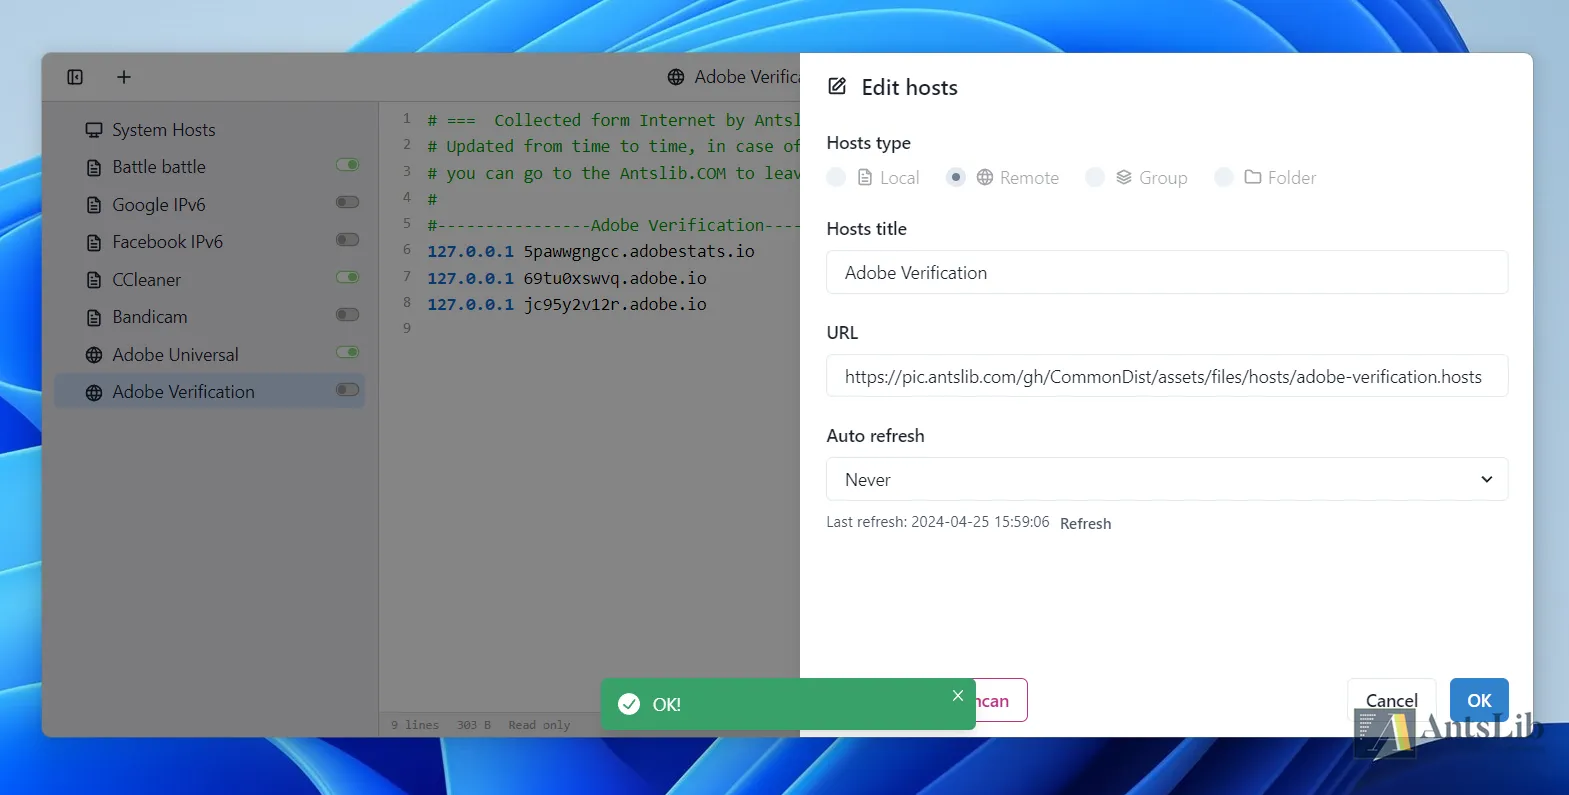 Adobe Verifica
System Hosts
Battle battle
Google IPv6
Facebook IPv6
CCleaner
Bandicam
Adobe Universal
Adobe Verification
1 # === Collected form Internet by Antsl
2 # Updated from time to time, in case of
3 # you can go to the Antslib.COM to leav
4 #
5 #----------------Adobe Verification----
6 127.0.0.1 5pawwgngcc.adobestats.io
7 127.0.0.1 69tu0xswvq.adobe.io
8 127.0.0.1 jc95y2v12r.adobe.io
9
9 lines 303 B Read only
Edit hosts
Hosts type
Local Remote Group Folder
Hosts title
Adobe Verification
URL
https://pic.antslib.com/gh/CommonDist/assets/files/hosts/adobe-verification.hosts
Auto refresh
Never
Last refresh: 2024-04-25 15:59:06 Refresh
OK!
Cancel
OK
AntsLib